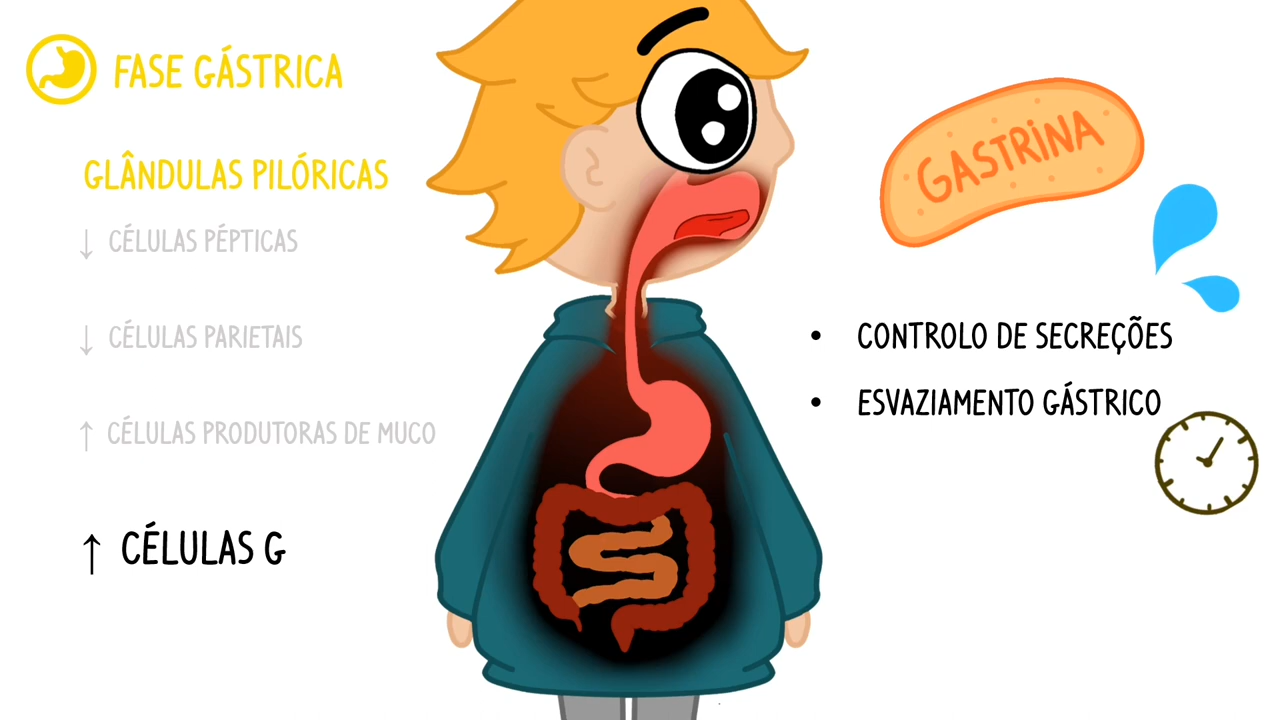 FASE GÁSTRICA
GLÂNDULAS PILÓRICAS
↓ CÉLULAS PÉPTICAS
↓ CÉLULAS PARIETAIS
↑ CÉLULAS PRODUTORAS DE MUCO
↑ CÉLULAS G
GASTRINA
• CONTROLO DE SECREÇÕES
• ESVAZIAMENTO GÁSTRICO